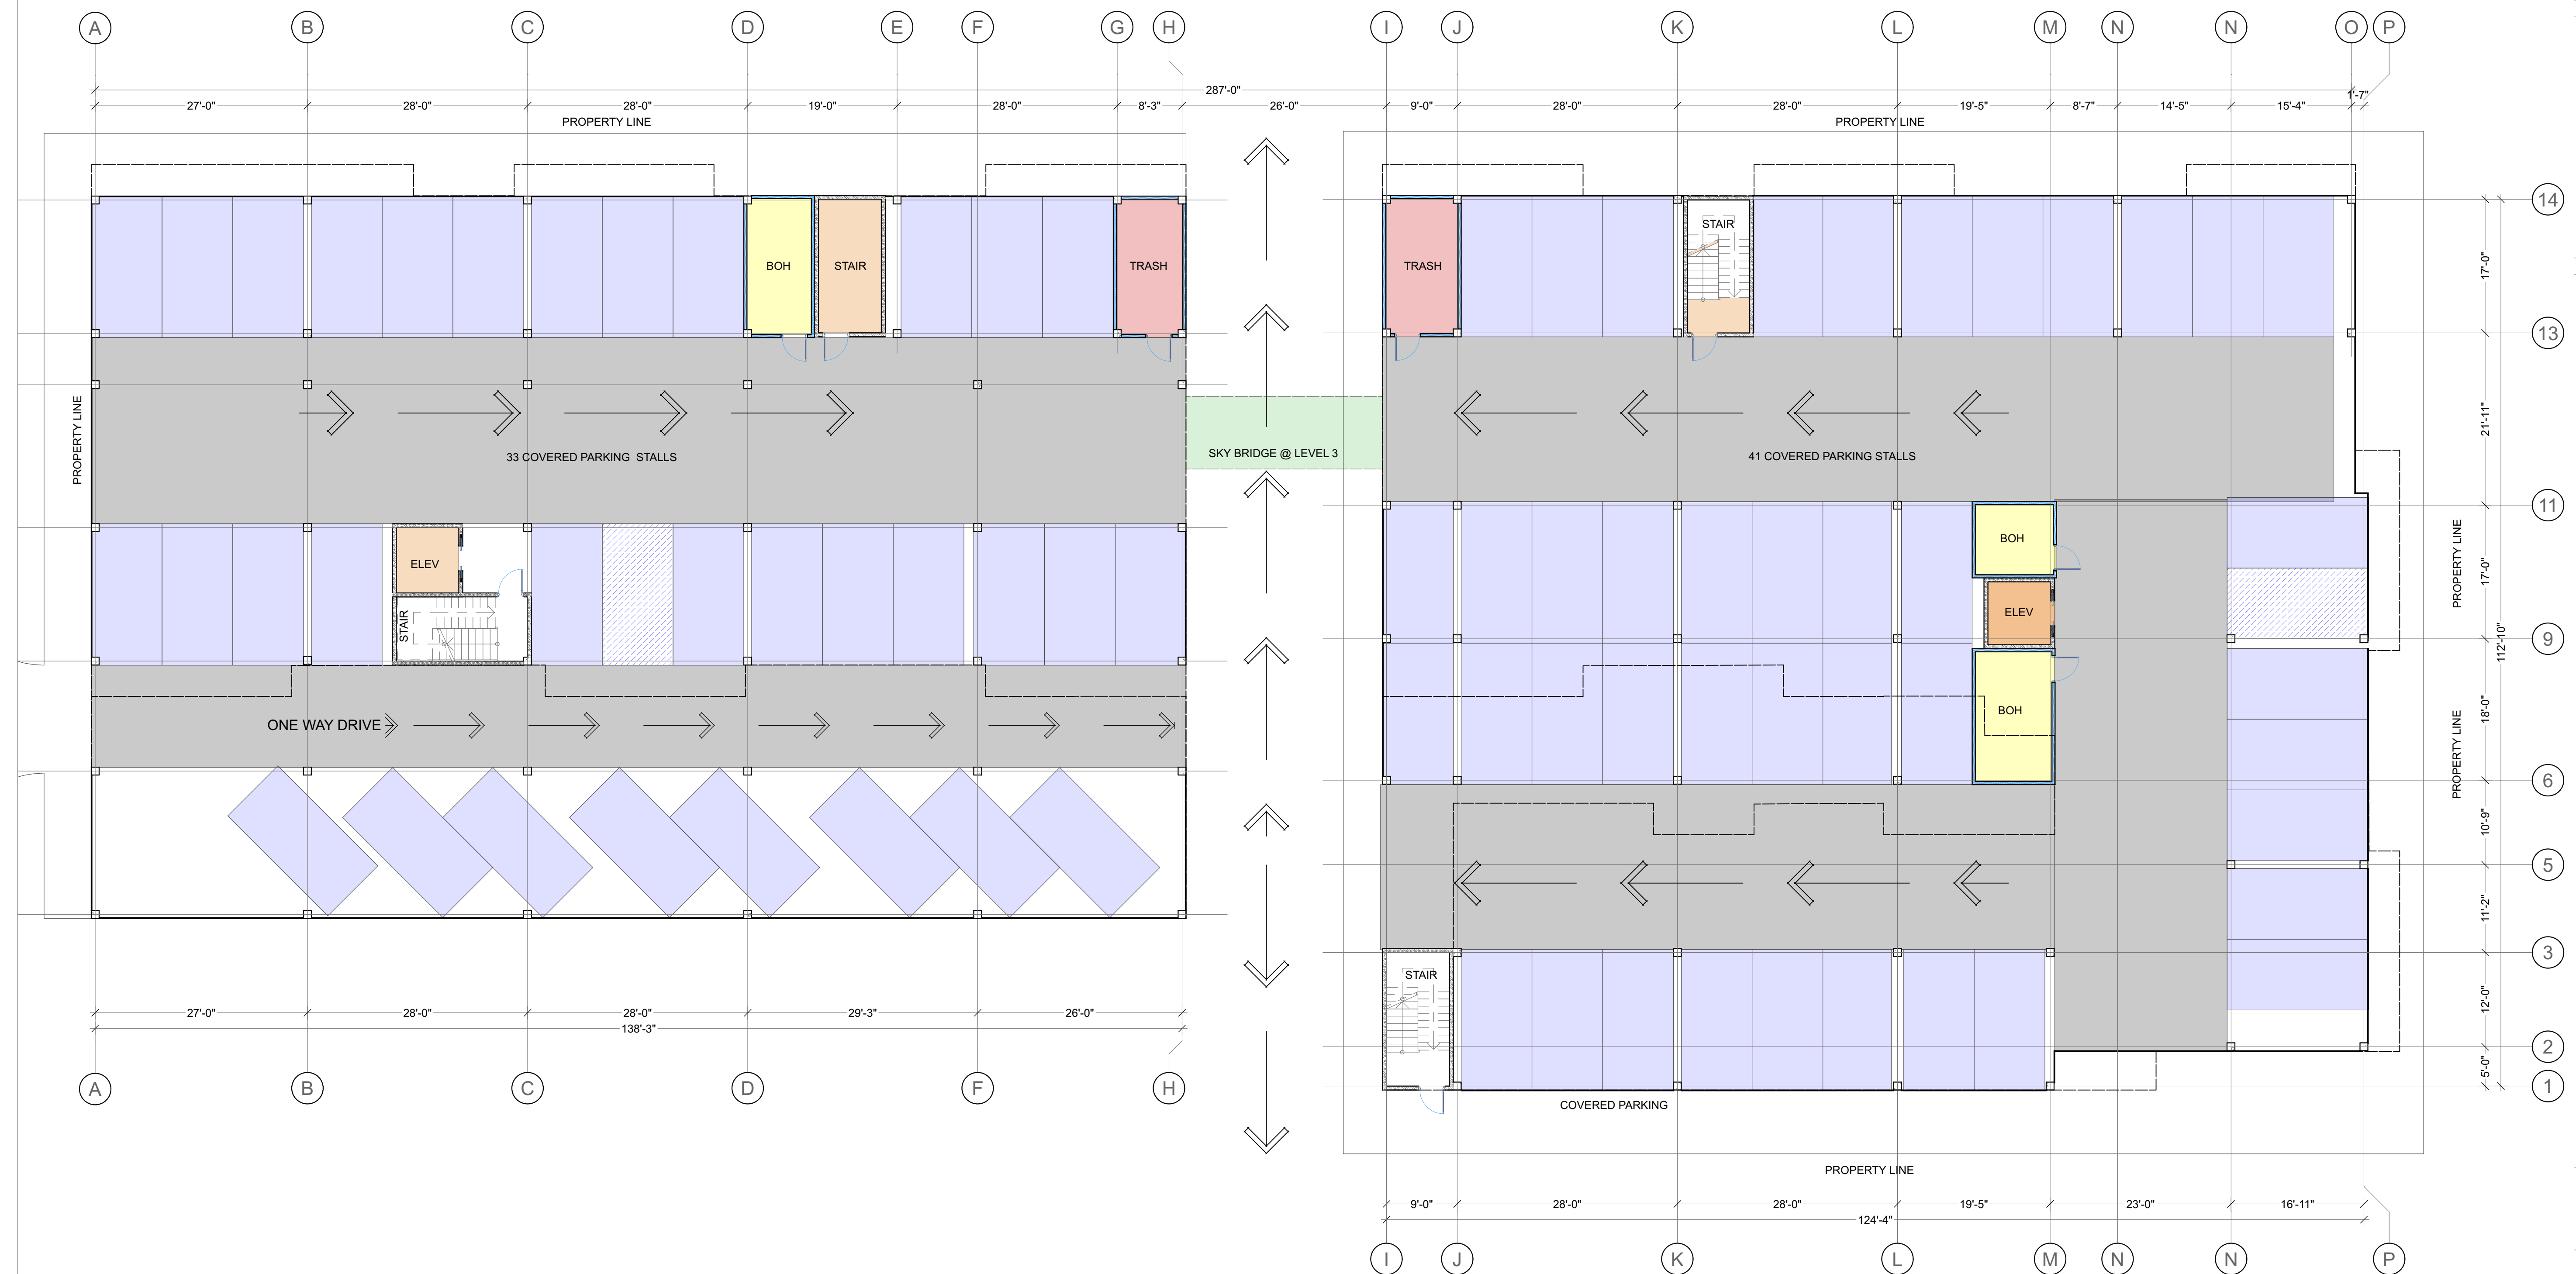 A B C D E F G H I J K L M N N O P
287'-0"
1'-7"
27'-0" 28'-0" 28'-0" 19'-0" 28'-0" 8'-3" 26'-0" 9'-0" 28'-0" 28'-0" 19'-5" 8'-7" 14'-5" 15'-4"
PROPERTY LINE PROPERTY LINE
14
STAIR
BOH STAIR TRASH TRASH
17'-0"
13
PROPERTY LINE
21'-11"
33 COVERED PARKING STALLS
SKY BRIDGE @ LEVEL 3
41 COVERED PARKING STALLS
11
BOH
ELEV
17'-0"
PROPERTY LINE
ELEV
STAIR
9
112'-10"
BOH
18'-0"
PROPERTY LINE
ONE WAY DRIVE
6
10'-9"
5
11'-2"
3
STAIR
12'-0"
27'-0" 28'-0" 28'-0" 29'-3" 26'-0"
138'-3"
2
5'-0"
1
A B C D F H
COVERED PARKING
PROPERTY LINE
9'-0" 28'-0" 28'-0" 19'-5" 23'-0" 16'-11"
124'-4"
I J K L M N N P